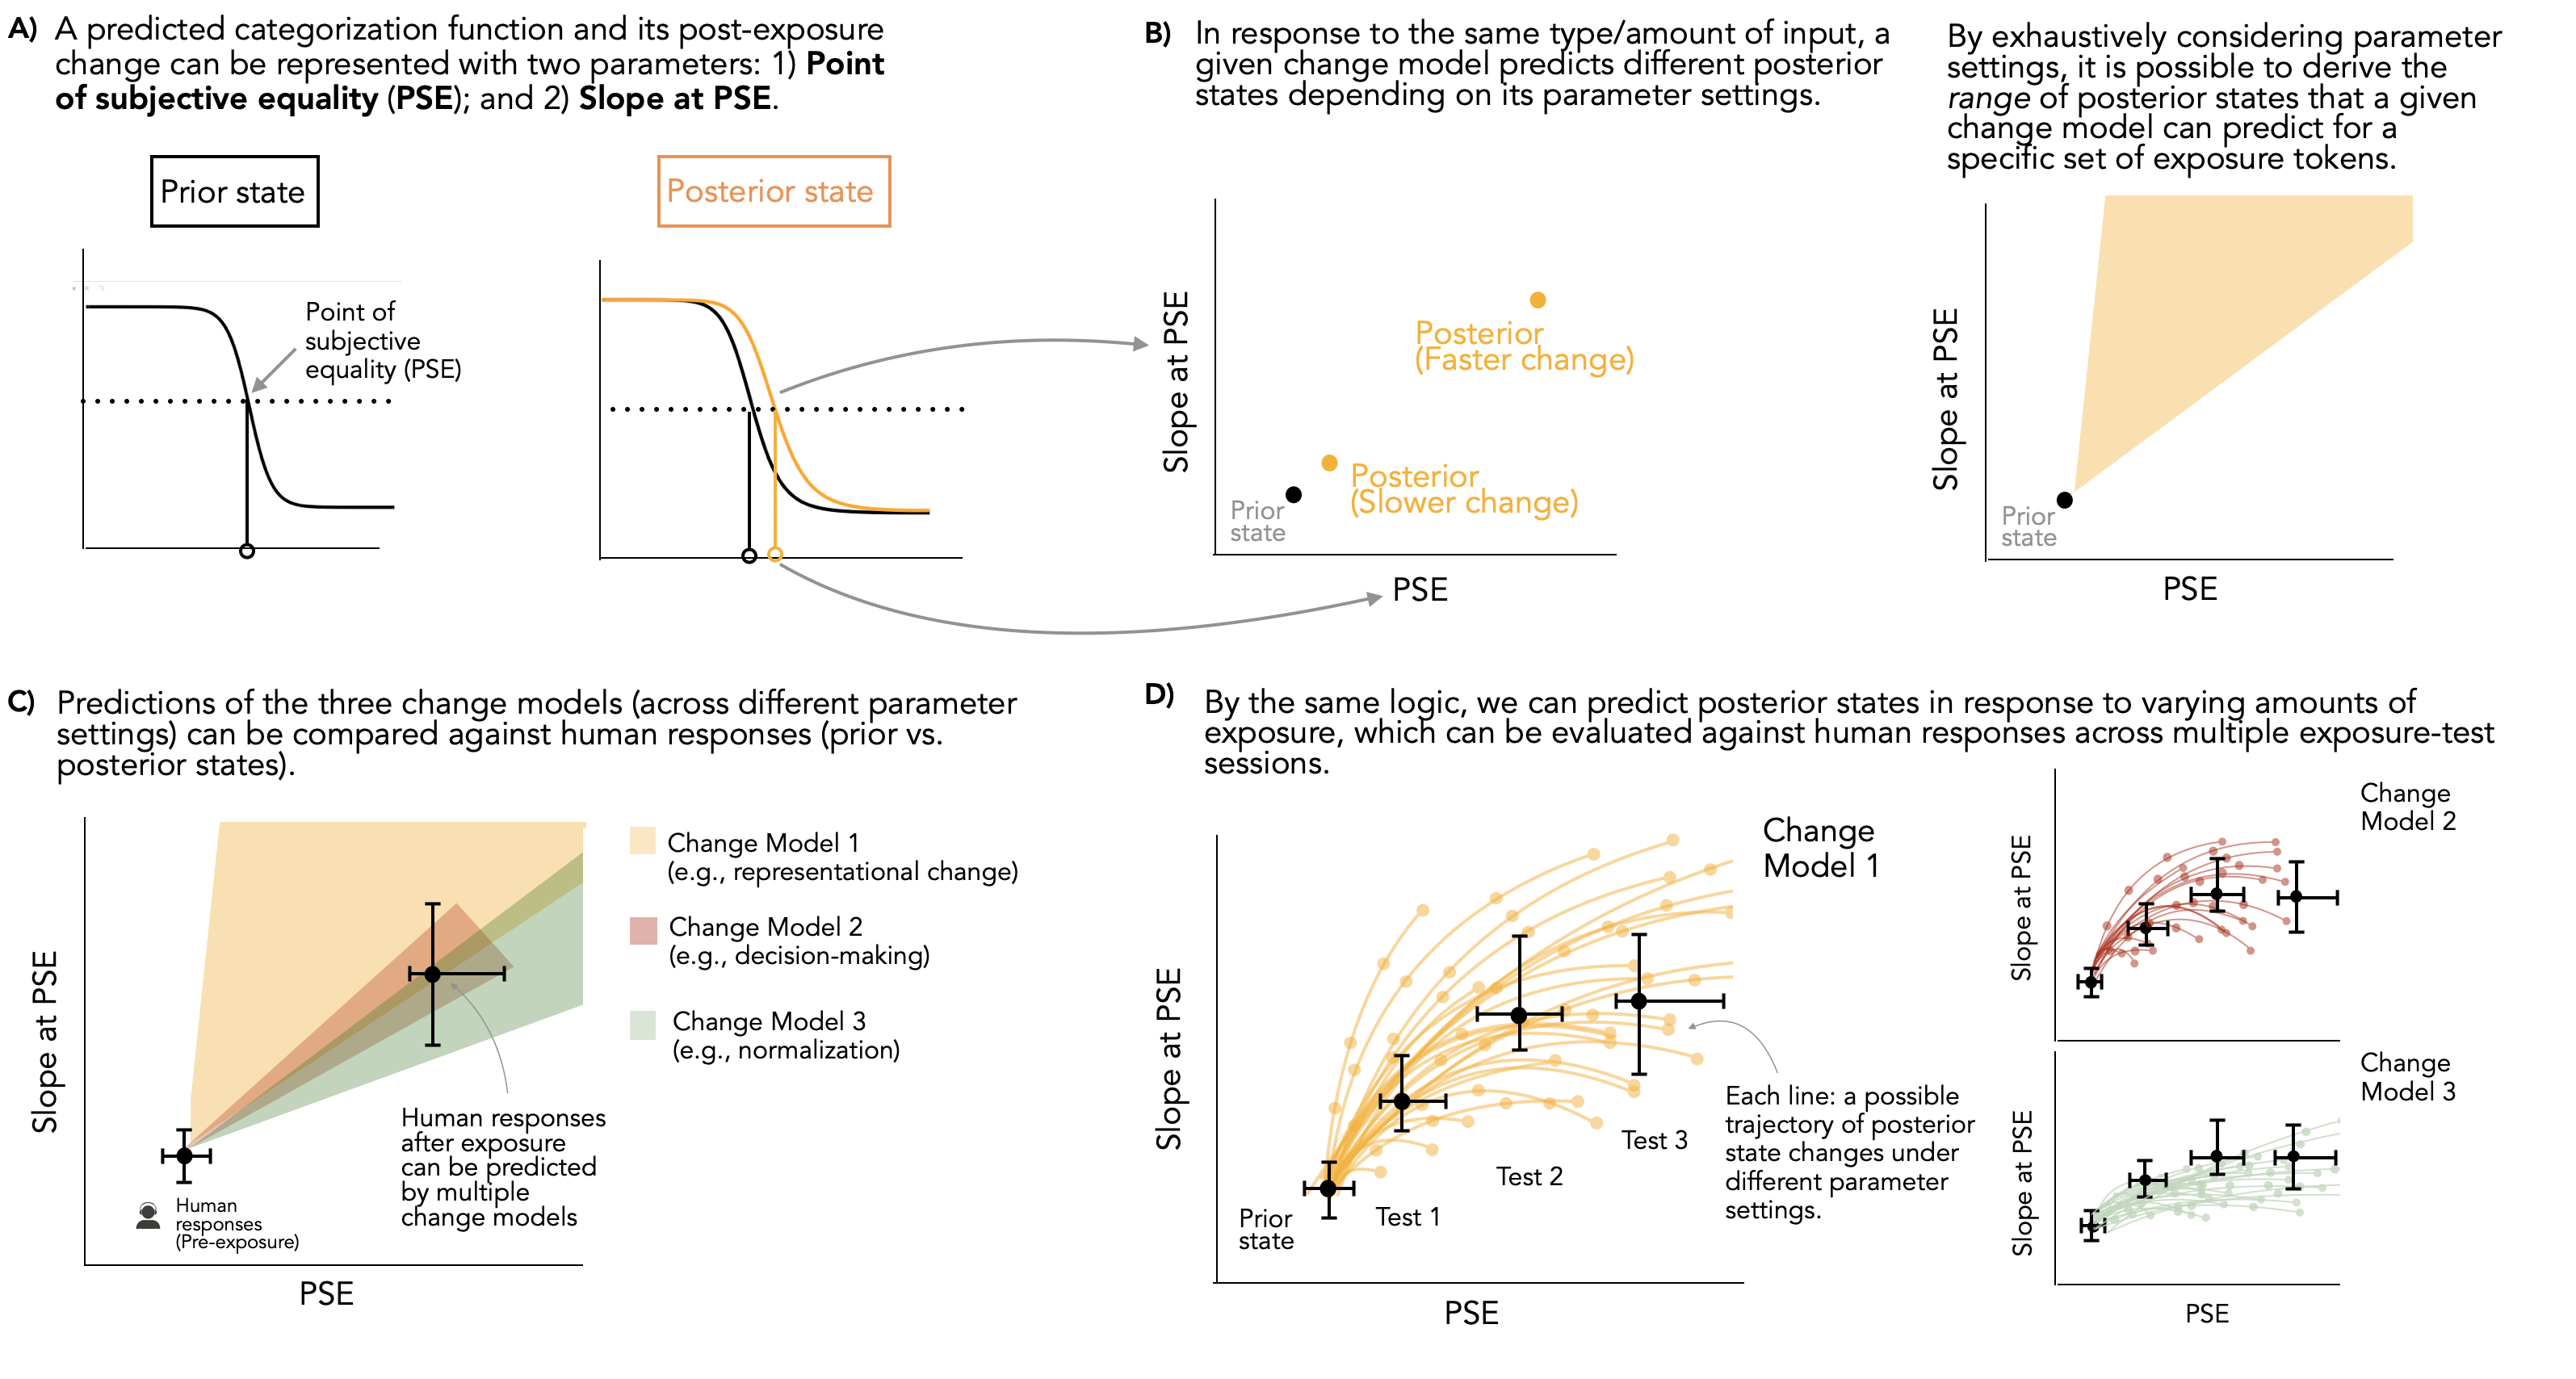 A) A predicted categorization function and its post-exposure
change can be represented with two parameters: 1) Point
of subjective equality (PSE); and 2) Slope at PSE.
Prior state
Posterior state
Point of
subjective
equality (PSE)
B) In response to the same type/amount of input, a
given change model predicts different posterior
states depending on its parameter settings.
Slope at PSE
Posterior
(Faster change)
Posterior
(Slower change)
Prior
state
PSE
By exhaustively considering parameter
settings, it is possible to derive the
range of posterior states that a given
change model can predict for a
specific set of exposure tokens.
Slope at PSE
Prior
state
PSE
C) Predictions of the three change models (across different parameter
settings) can be compared against human responses (prior vs.
posterior states).
Slope at PSE
Change Model 1
(e.g., representational change)
Change Model 2
(e.g., decision-making)
Change Model 3
(e.g., normalization)
Human responses
after exposure
can be predicted
by multiple
change models
Human
responses
(Pre-exposure)
PSE
D) By the same logic, we can predict posterior states in response to varying amounts of
exposure, which can be evaluated against human responses across multiple exposure-test
sessions.
Slope at PSE
Change
Model 1
Prior
state
Test 1
Test 2
Test 3
Each line: a possible
trajectory of posterior
state changes under
different parameter
settings.
PSE
Slope at PSE
Change
Model 2
Slope at PSE
Change
Model 3
PSE